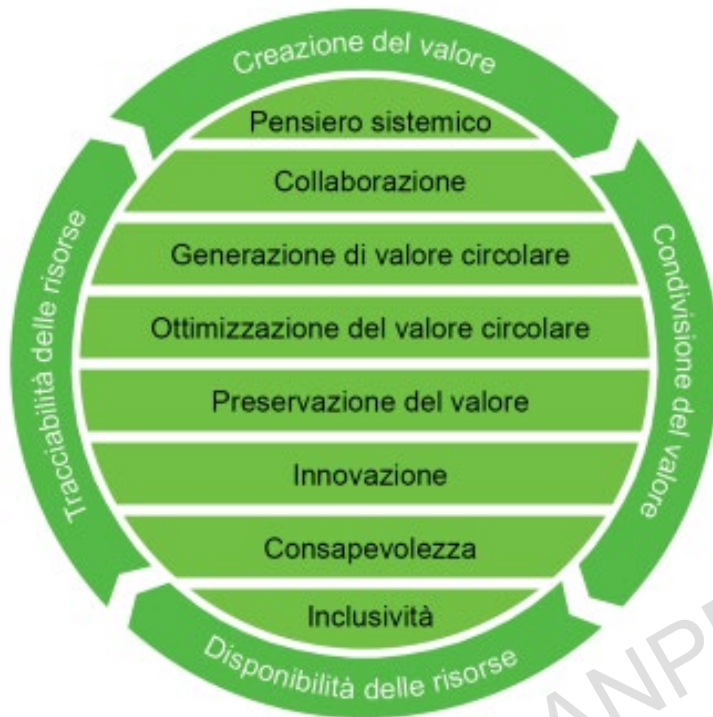 Creazione del valore
Pensiero sistemico
Collaborazione
Generazione di valore circolare
Ottimizzazione del valore circolare
Preservazione del valore
Innovazione
Consapevolezza
Inclusività
Condivisione del valore
Disponibilità delle risorse
Tracciabilità delle risorse